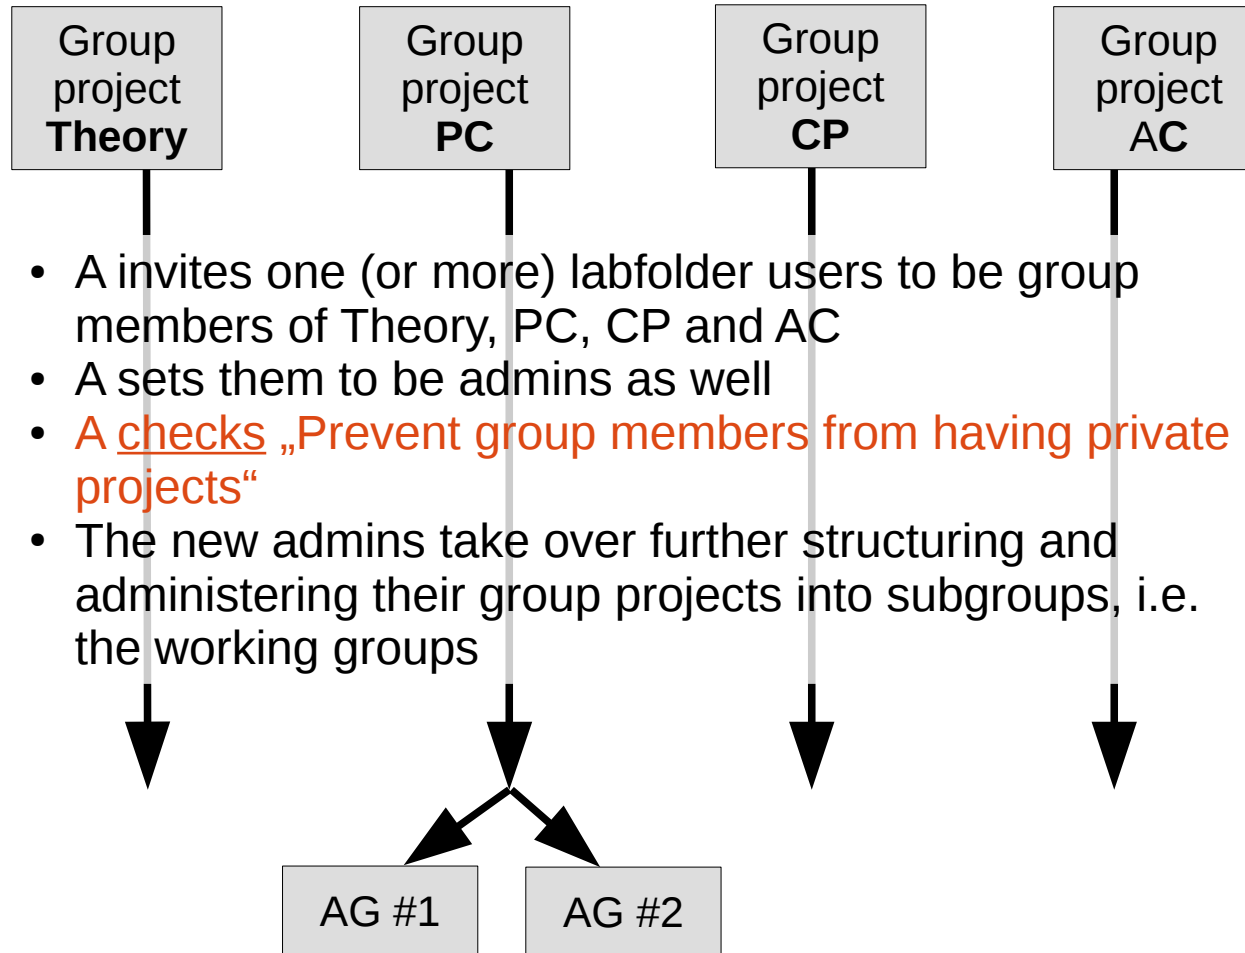 Group
project
Theory
Group
project
PC
Group
project
CP
Group
project
AC
• A invites one (or more) labfolder users to be group
members of Theory, PC, CP and AC
• A sets them to be admins as well
• A checks „Prevent group members from having private
projects“
• The new admins take over further structuring and
administering their group projects into subgroups, i.e.
the working groups
AG #1
AG #2